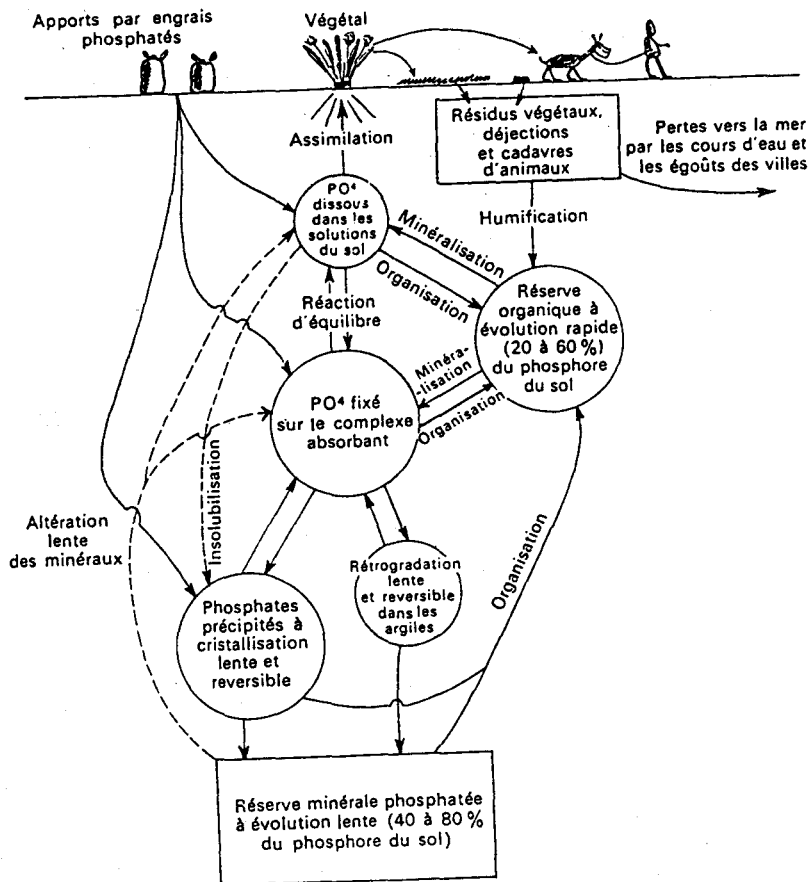 Apports par engrais
phosphatés
Végétal
Résidus végétaux,
déjections
et cadavres
d'animaux
Pertes vers la mer
par les cours d'eau et
les égoûts des villes
Assimilation
Humification
PO⁴
dissous
dans les
solutions
du sol
Minéralisation
Organisation
Réaction
d'équilibre
Réserve
organique à
évolution rapide
(20 à 60 %)
du phosphore
du sol
Miné­ra-
-lisation
Organisation
PO⁴ fixé
sur le complexe
absorbant
Insolubilisation
Altération
lente
des minéraux
Rétrogradation
lente
et reversible
dans les
argiles
Organisation
Phosphates
précipités à
cristallisation
lente et
reversible
Réserve minérale phosphatée
à évolution lente (40 à 80 %
du phosphore du sol)